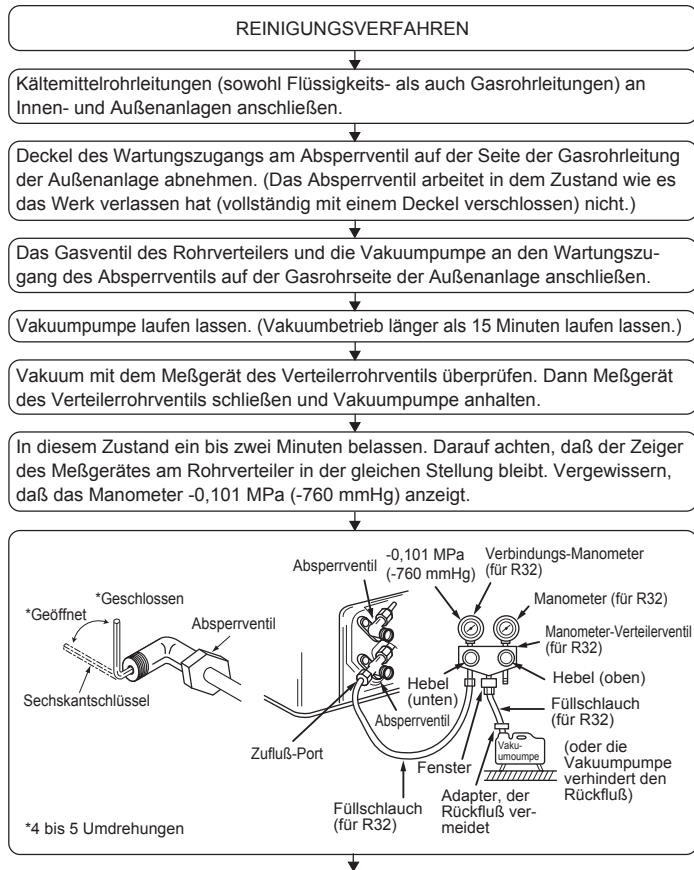 REINIGUNGSVERFAHREN
Kältemittelrohrleitungen (sowohl Flüssigkeits- als auch Gasrohrleitungen) an
Innen- und Außenanlagen anschließen.
Deckel des Wartungszugangs am Absperrventil auf der Seite der Gasrohrleitung
der Außenanlage abnehmen. (Das Absperrventil arbeitet in dem Zustand wie es
das Werk verlassen hat (vollständig mit einem Deckel verschlossen) nicht.)
Das Gasventil des Rohrverteilers und die Vakuumpumpe an den Wartungszu-
gang des Absperrventils auf der Gasrohrseite der Außenanlage anschließen.
Vakuumpumpe laufen lassen. (Vakuumbetrieb länger als 15 Minuten laufen lassen.)
Vakuum mit dem Meßgerät des Verteilerrohrventils überprüfen. Dann Meßgerät
des Verteilerrohrventils schließen und Vakuumpumpe anhalten.
In diesem Zustand ein bis zwei Minuten belassen. Darauf achten, daß der Zeiger
des Meßgerätes am Rohrverteiler in der gleichen Stellung bleibt. Vergewissern,
daß das Manometer -0,101 MPa (-760 mmHg) anzeigt.
*Geschlossen
*Geöffnet
Absperrventil
Sechskantschlüssel
*4 bis 5 Umdrehungen
Absperrventil
-0,101 MPa
(-760 mmHg)
Verbindungs-Manometer
(für R32)
Manometer (für R32)
Manometer-Verteilerventil
(für R32)
Hebel
(unten)
Hebel (oben)
Absperrventil
Füllschlauch
(für R32)
Zufluß-Port
Vaku-
umoumpe
Fenster
(oder die
Vakuumpumpe
verhindert den
Rückfluß)
Adapter, der
Rückfluß ver-
meidet
Füllschlauch
(für R32)